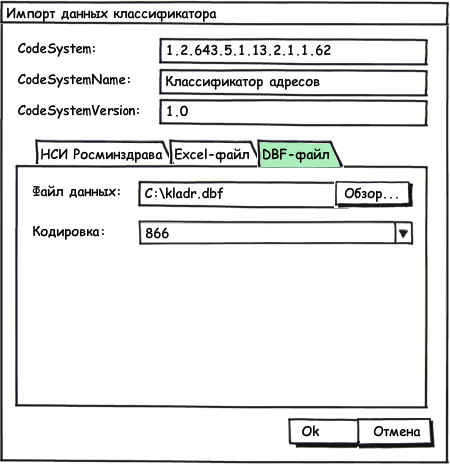 Импорт данных классификатора
CodeSystem: 1.2.643.5.1.13.2.1.1.62
CodeSystemName: Классификатор адресов
CodeSystemVersion: 1.0
НСИ Росминздрава Excel-файл DBF-файл
Файл данных: C:\kladr.dbf Обзор...
Кодировка: 866
Ok Отмена